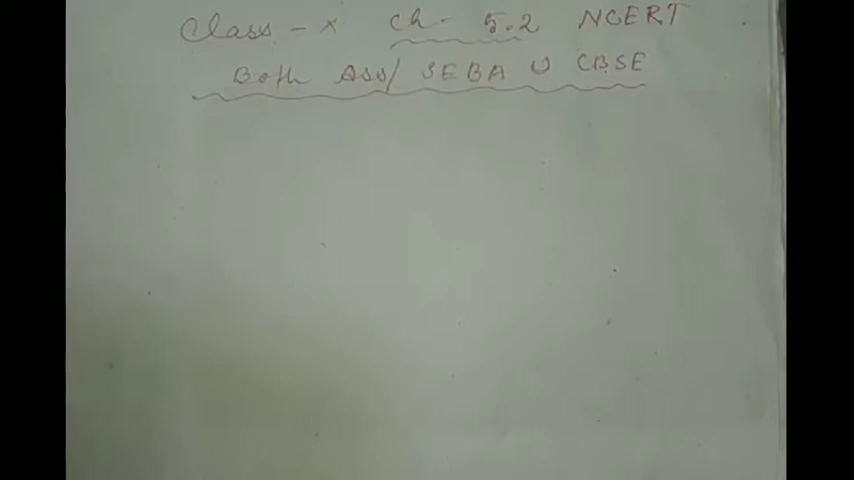 Class - X Ch - 5.2 NCERT
Both Ass/ SEBA U CBSE